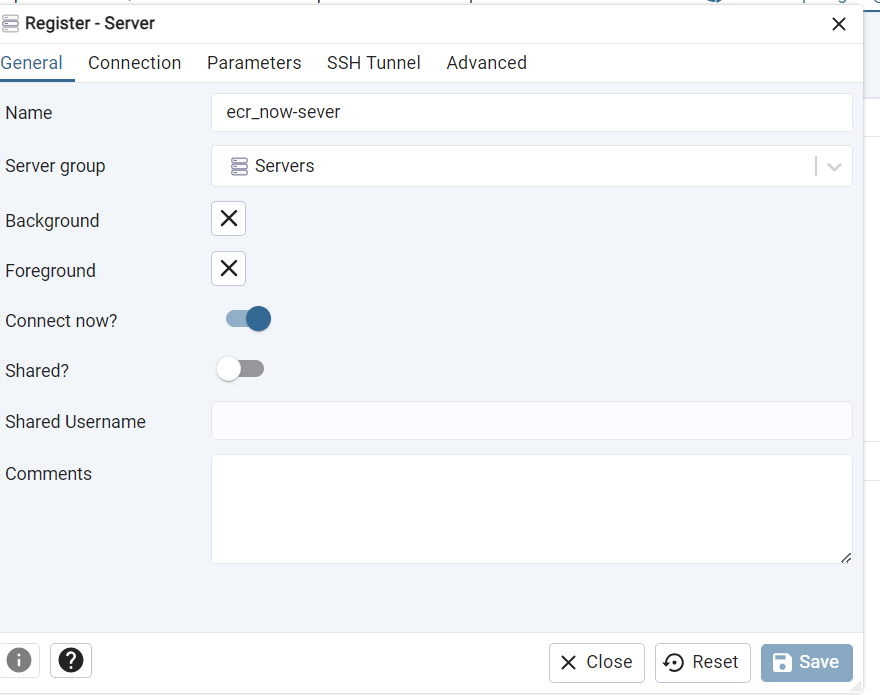 Register - Server
General Connection Parameters SSH Tunnel Advanced
Name ecr_now-sever
Server group Servers
Background
Foreground
Connect now?
Shared?
Shared Username
Comments
Close Reset Save